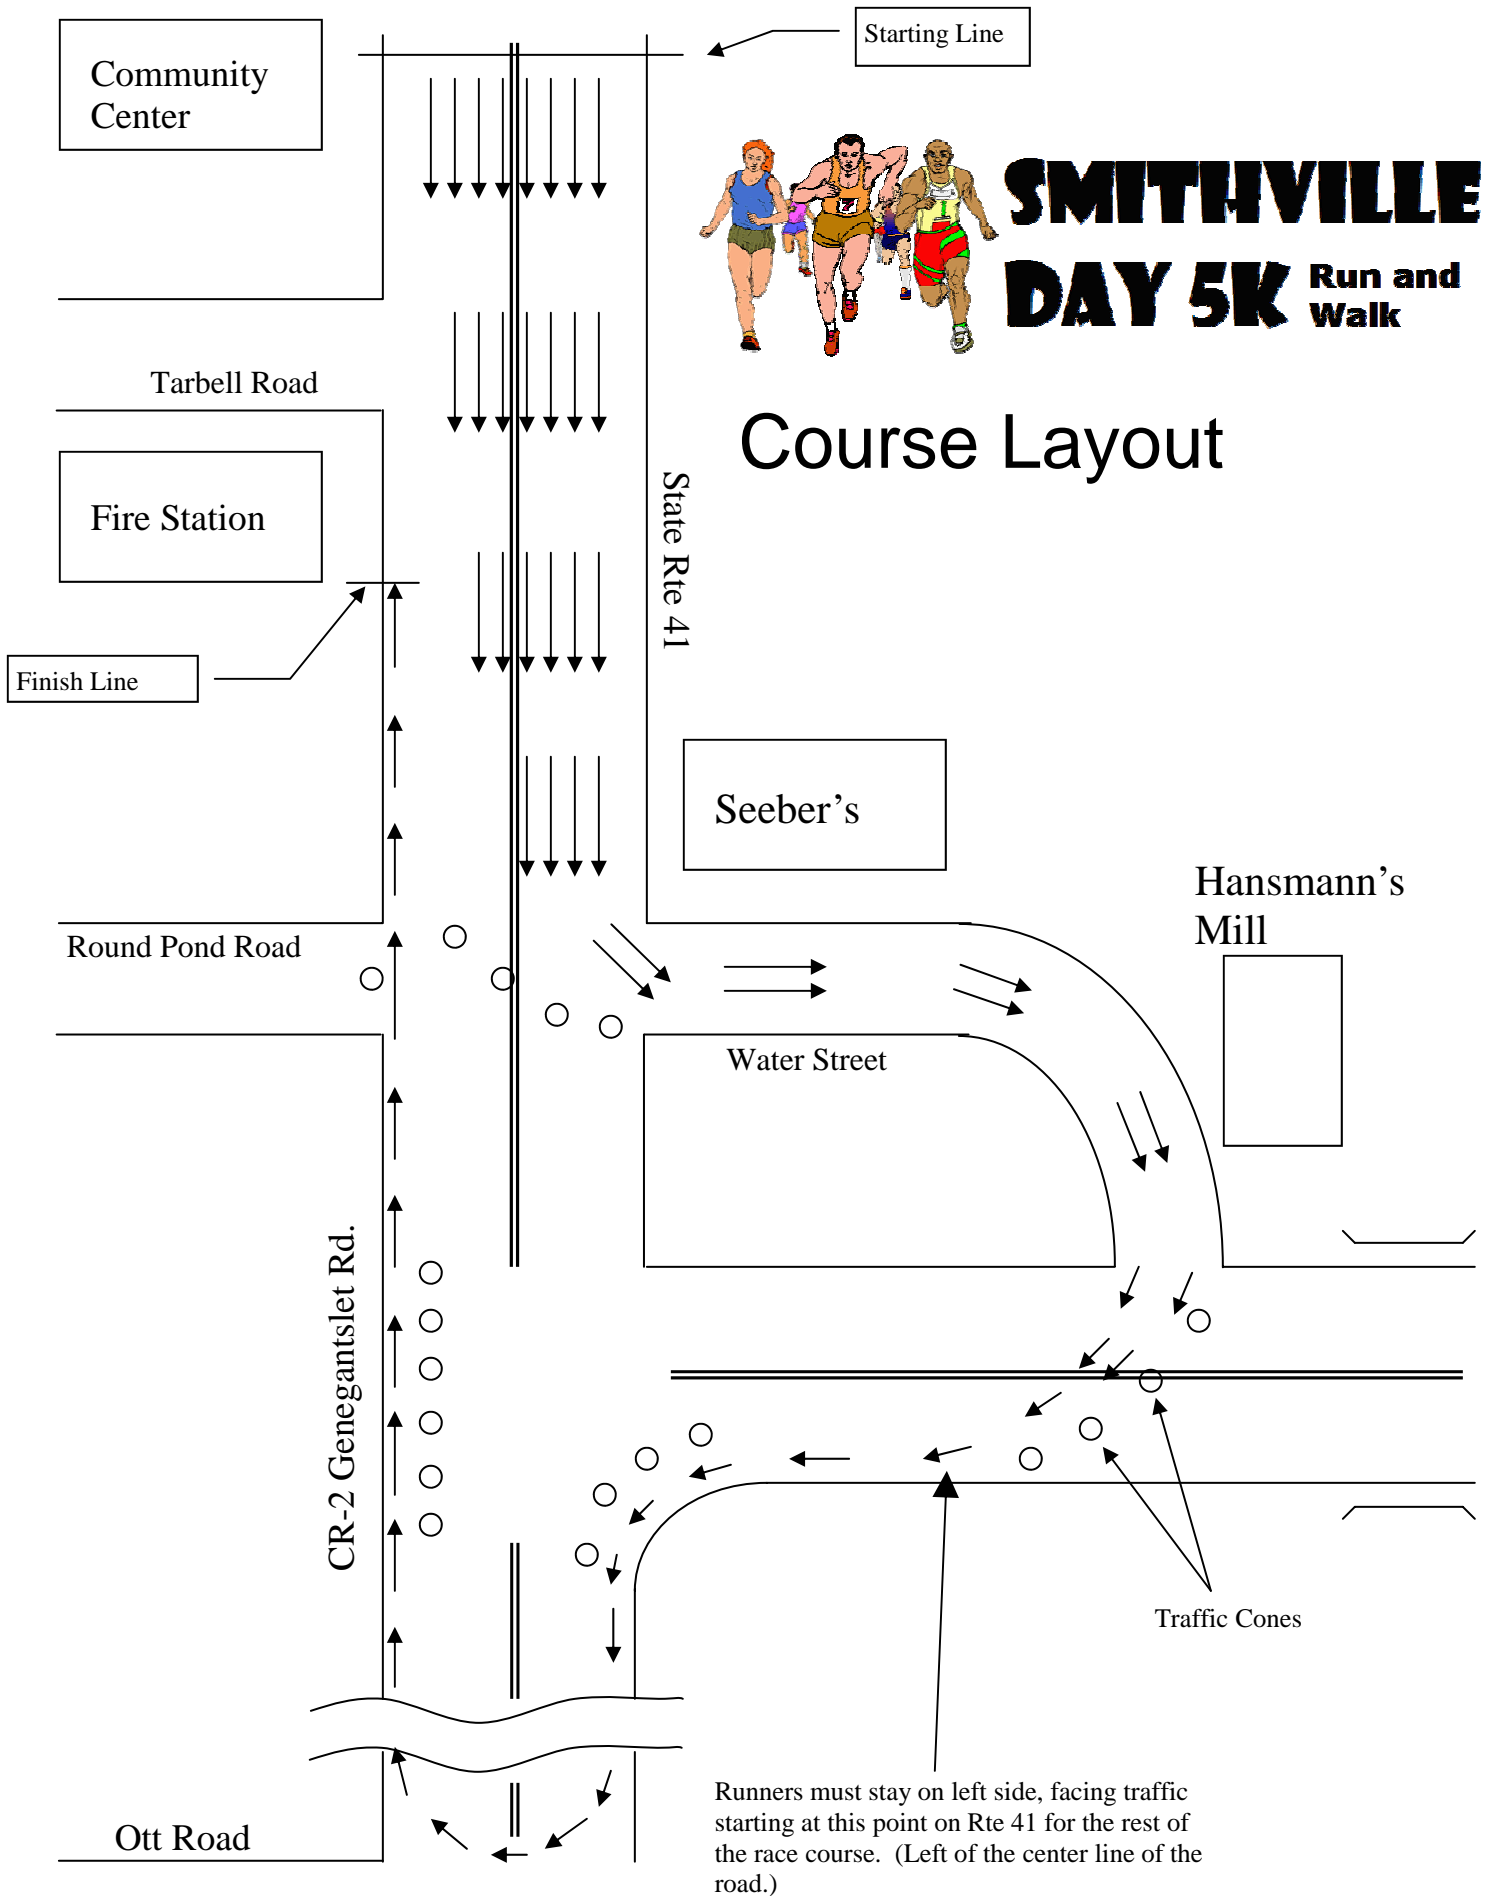 Starting Line
Community
Center
SMITHVILLE
DAY 5K Run and
Walk
7
Tarbell Road
Course Layout
Fire Station
State Rte 41
Finish Line
Seeber’s
Hansmann’s
Mill
Round Pond Road
Water Street
CR-2 Genegantslet Rd.
Traffic Cones
Runners must stay on left side, facing traffic
starting at this point on Rte 41 for the rest of
the race course.  (Left of the center line of the
road.)
Ott Road